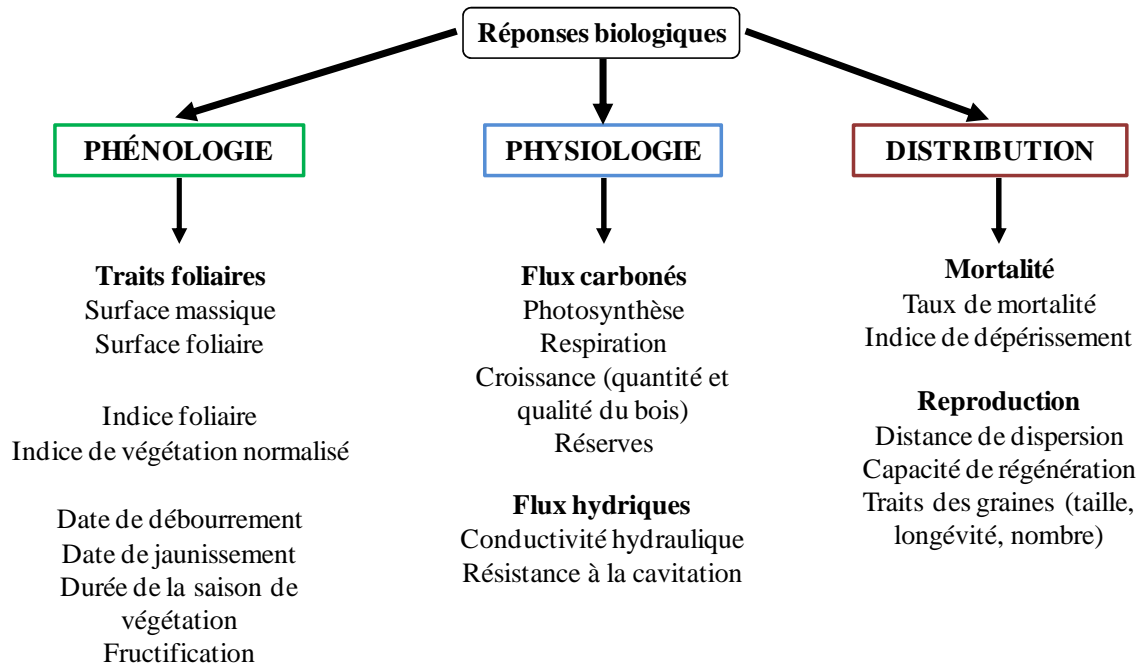 Réponses biologiques
PHÉNOLOGIE
Traits foliaires
Surface massique
Surface foliaire
Indice foliaire
Indice de végétation normalisé
Date de débourrement
Date de jaunissement
Durée de la saison de
végétation
Fructification
PHYSIOLOGIE
Flux carbonés
Photosynthèse
Respiration
Croissance (quantité et
qualité du bois)
Réserves
Flux hydriques
Conductivité hydraulique
Résistance à la cavitation
DISTRIBUTION
Mortalité
Taux de mortalité
Indice de dépérissement
Reproduction
Distance de dispersion
Capacité de régénération
Traits des graines (taille,
longévité, nombre)